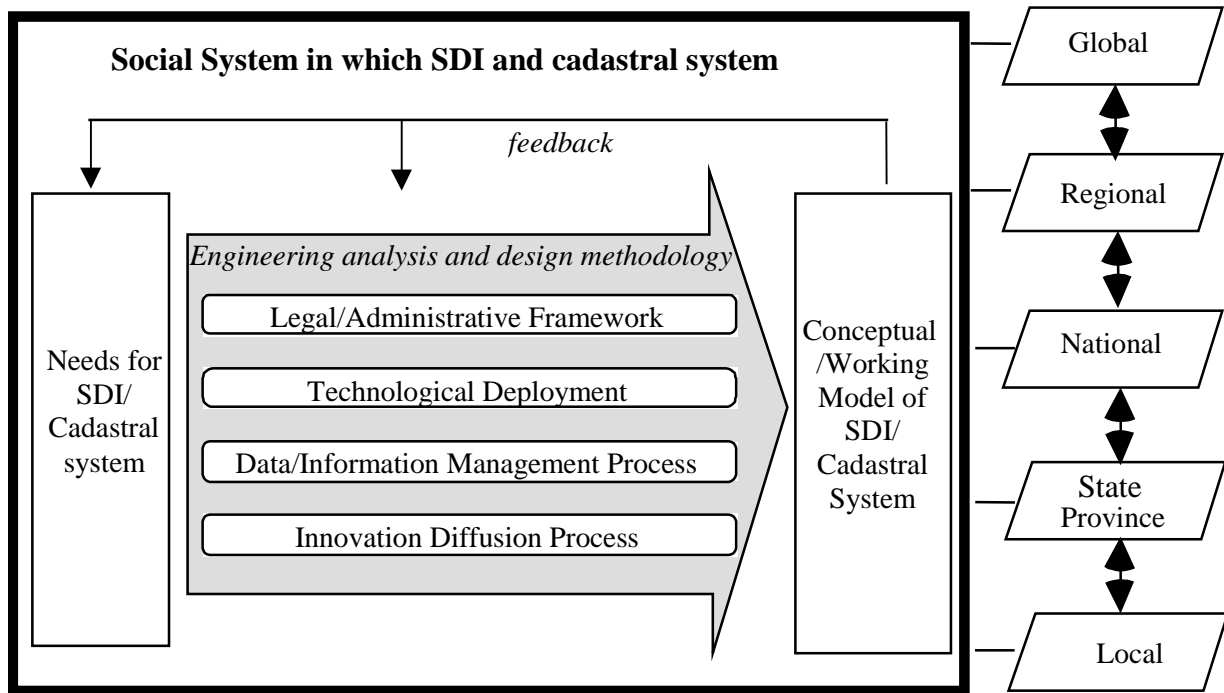 Social System in which SDI and cadastral system
feedback
Needs for
SDI/
Cadastral
system
Engineering analysis and design methodology
Legal/Administrative Framework
Technological Deployment
Data/Information Management Process
Innovation Diffusion Process
Conceptual
/Working
Model of
SDI/
Cadastral
System
Global
Regional
National
State
Province
Local